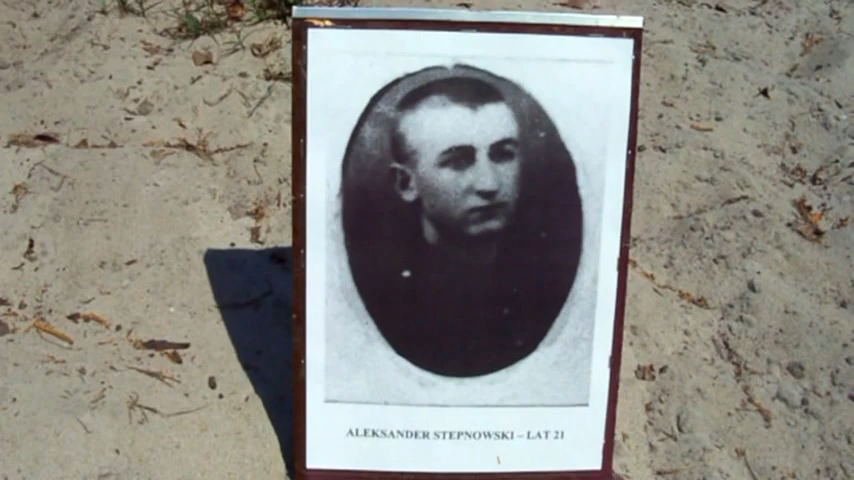 ALEKSANDER STEPNOWSKI – LAT 21